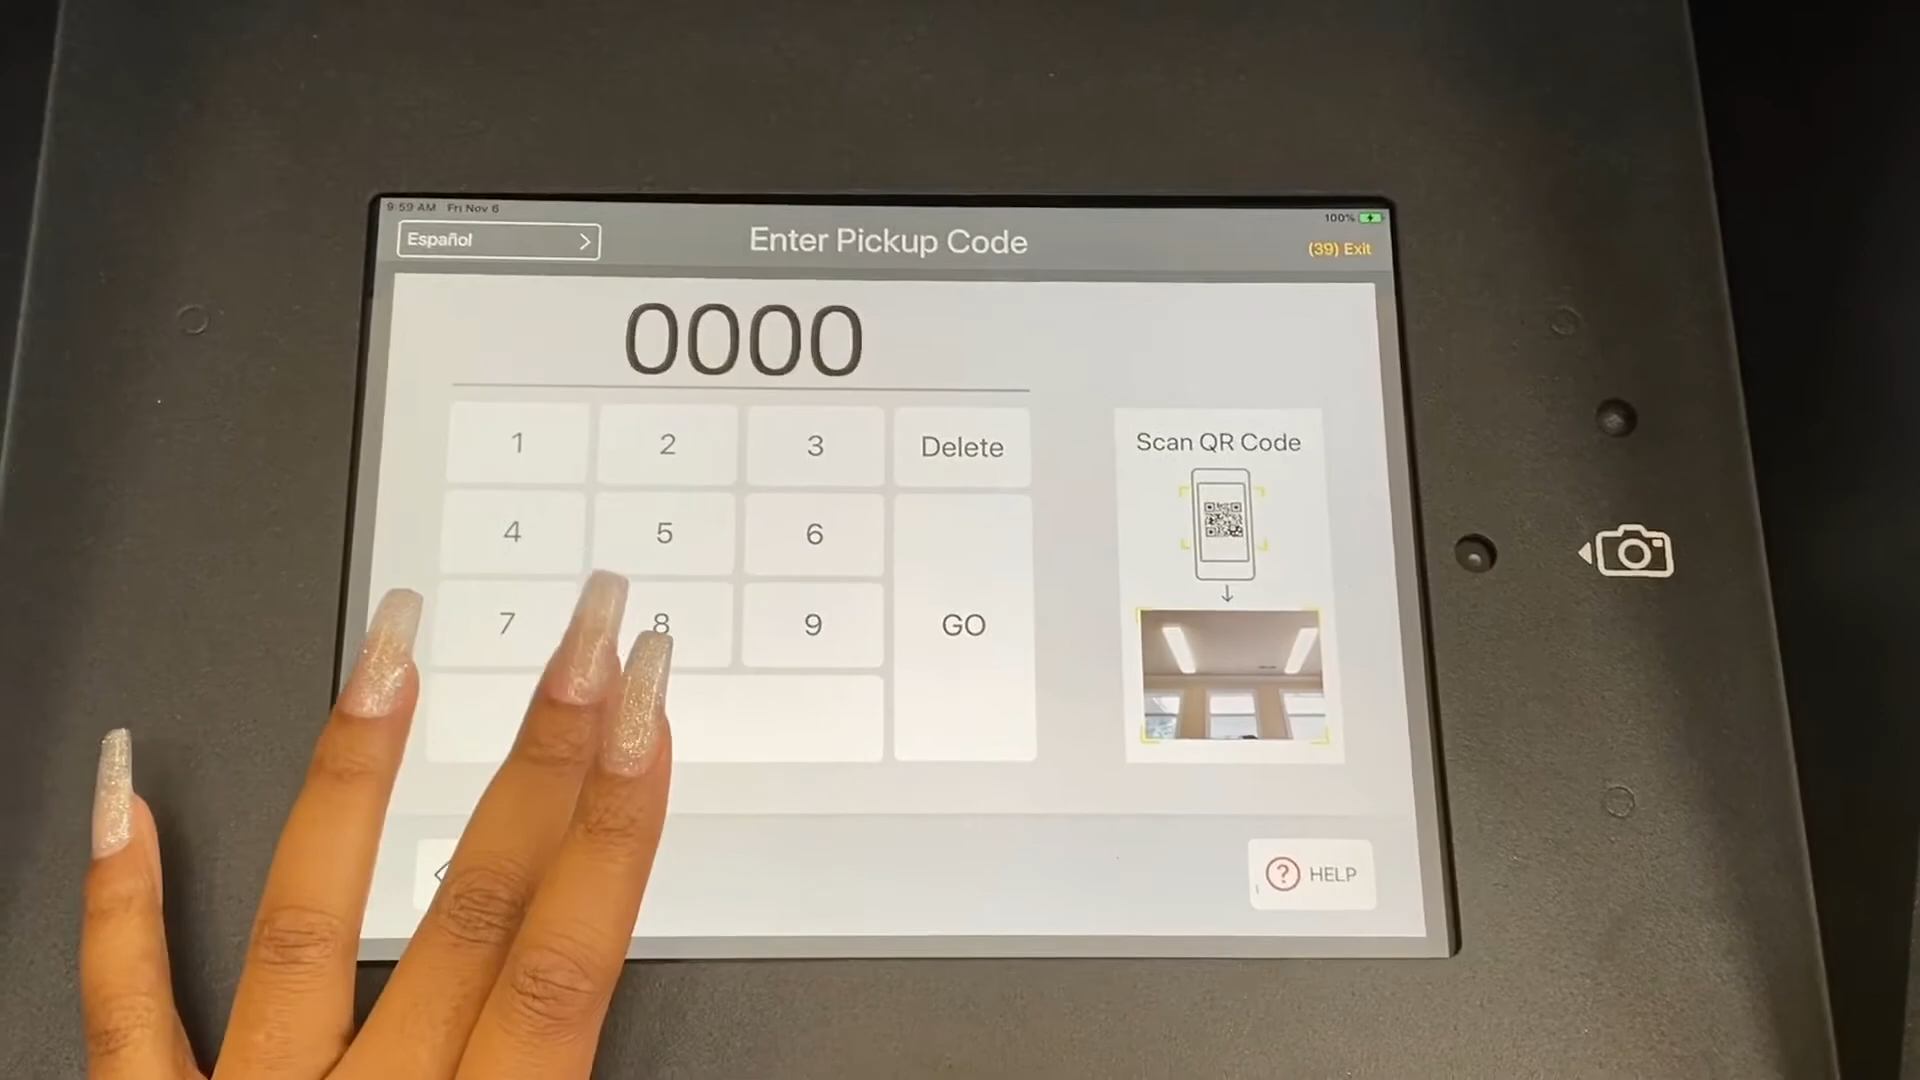 9:59 AM Fri Nov 6
100%
Español
Enter Pickup Code
(39) Exit
0000
1 2 3 Delete
4 5 6
7 8 9 GO
Scan QR Code
HELP